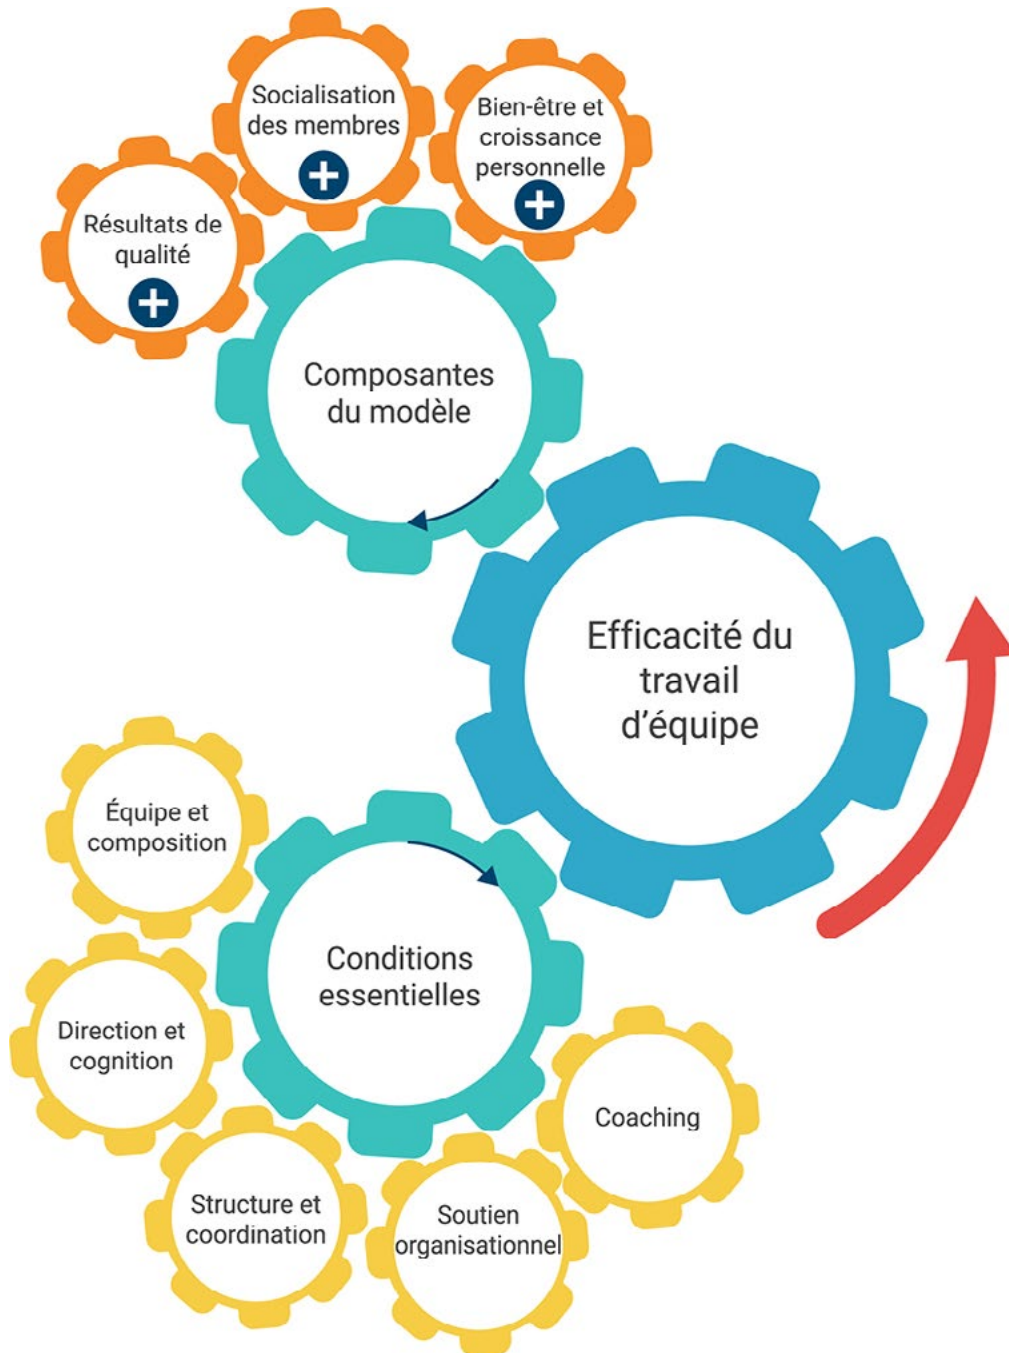 Socialisation
des membres
Bien-être et
croissance
personnelle
Résultats de
qualité
Composantes
du modèle
Efficacité du
travail
d’équipe
Équipe et
composition
Conditions
essentielles
Direction et
cognition
Coaching
Structure et
coordination
Soutien
organisationnel